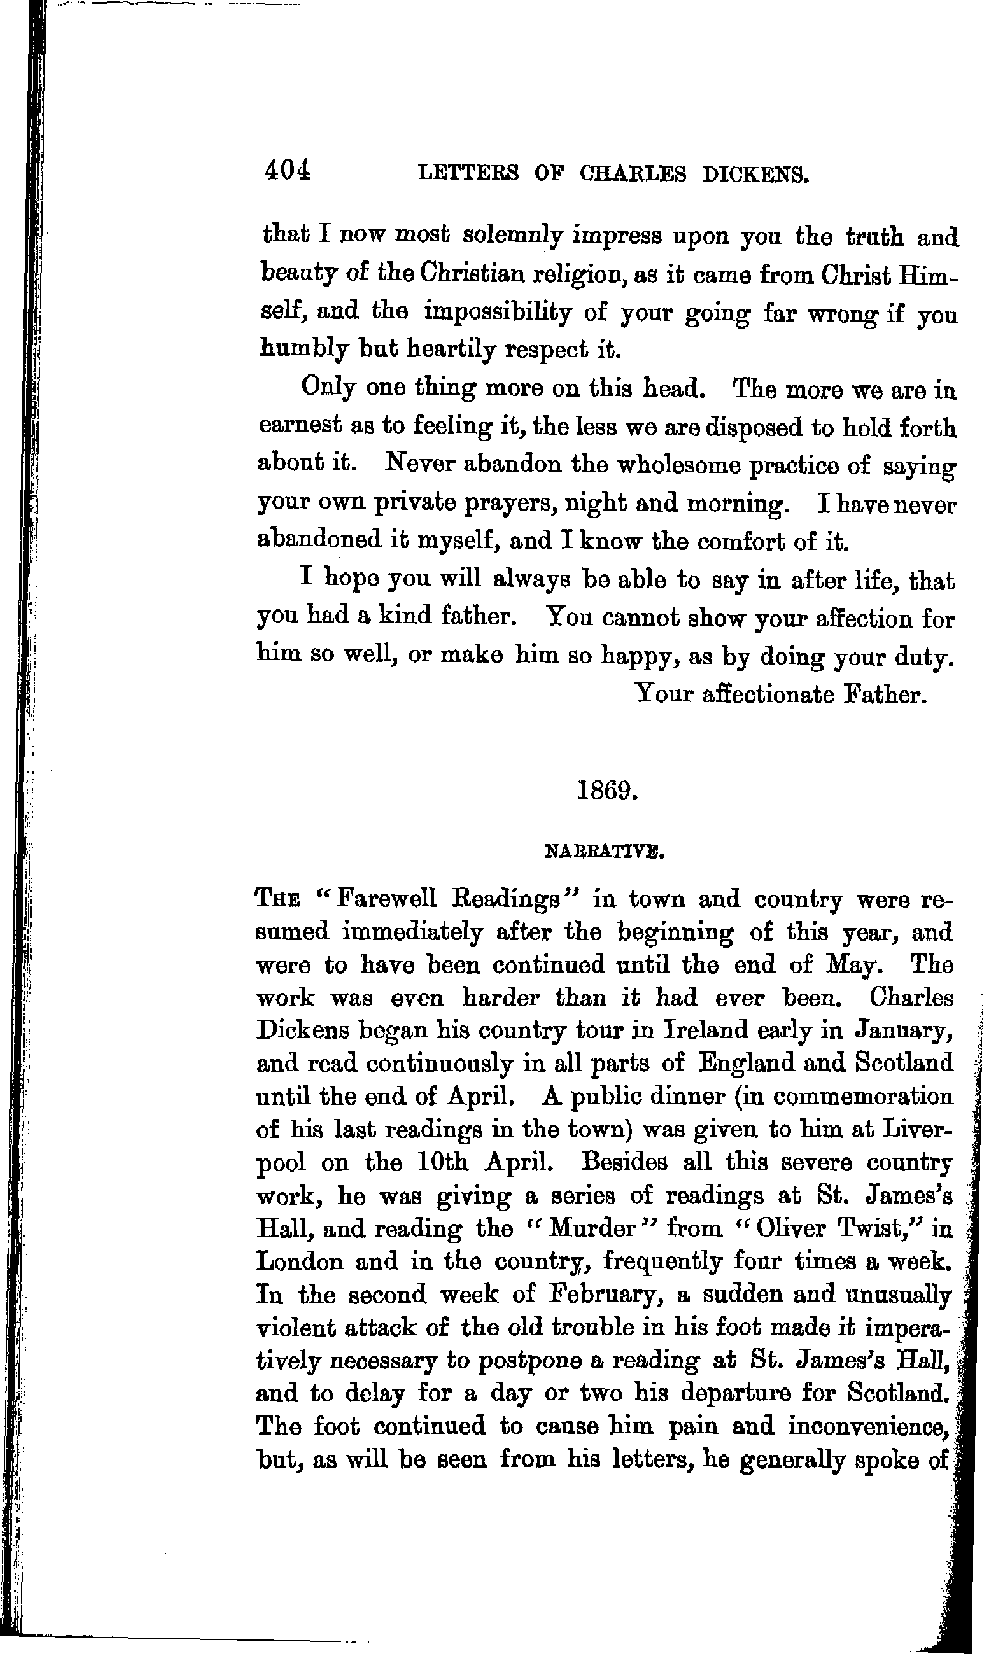 404 LETTERS OF CHARLES DICKENS.
that I now most solemnly impress upon you the truth and
beauty of the Christian religion, as it came from Christ Him-
self, and the impossibility of your going far wrong if you
humbly but heartily respect it.
Only one thing more on this head. The more we are in
earnest as to feeling it, the less we are disposed to hold forth
about it. Never abandon the wholesome practice of saying
your own private prayers, night and morning. I have never
abandoned it myself, and I know the comfort of it.
I hope you will always be able to say in after life, that
you had a kind father. You cannot show your affection for
him so well, or make him so happy, as by doing your duty.
Your affectionate Father.
1869.
NARRATIVE.
THE “Farewell Readings” in town and country were re-
sumed immediately after the beginning of this year, and
were to have been continued until the end of May. The
work was even harder than it had ever been. Charles
Dickens began his country tour in Ireland early in January,
and read continuously in all parts of England and Scotland
until the end of April. A public dinner (in commemoration
of his last readings in the town) was given to him at Liver-
pool on the 10th April. Besides all this severe country
work, he was giving a series of readings at St. James's
Hall, and reading the “Murder” from “Oliver Twist,” in
London and in the country, frequently four times a week.
In the second week of February, a sudden and unusually
violent attack of the old trouble in his foot made it impera-
tively necessary to postpone a reading at St. James's Hall,
and to delay for a day or two his departure for Scotland.
The foot continued to cause him pain and inconvenience,
but, as will be seen from his letters, he generally spoke of